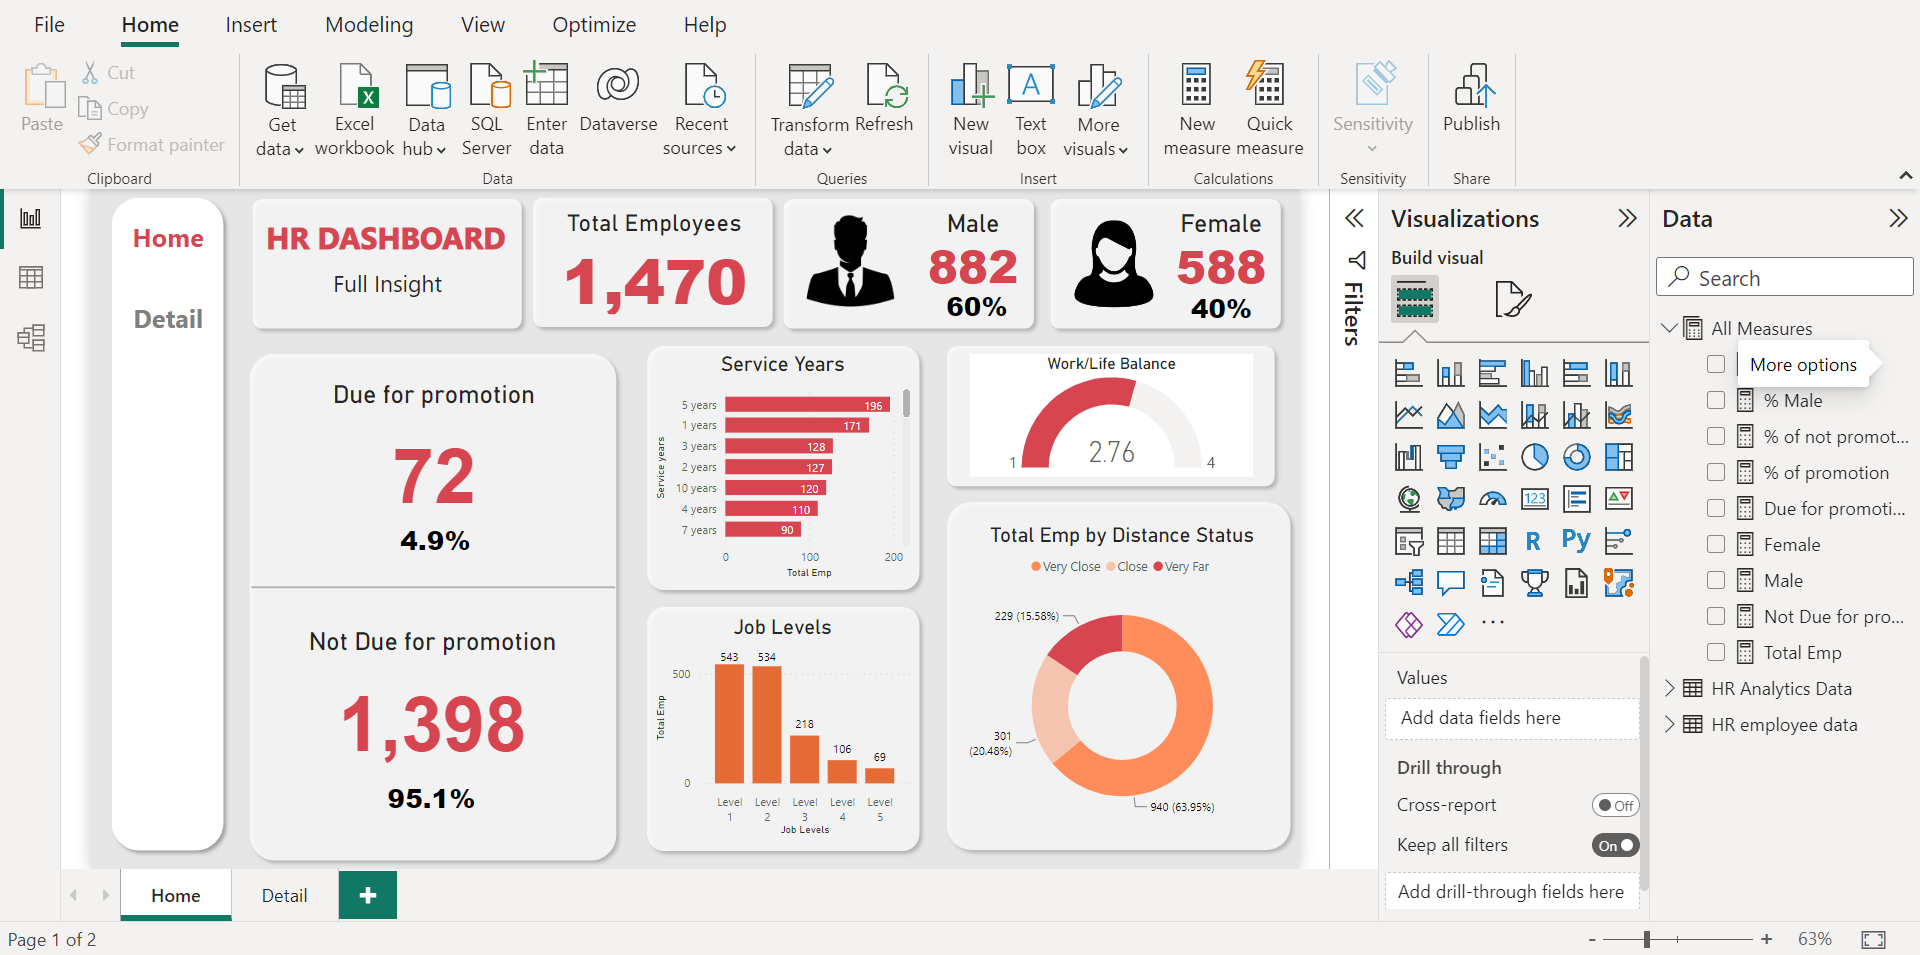 File Home Insert Modeling View Optimize Help
Paste
Cut
Copy
Format painter
Clipboard
Get data
Excel workbook
Data hub
SQL Server
Enter data
Dataverse
Recent sources
Data
Transform data
Refresh
Queries
New visual
Text box
More visuals
Insert
New measure
Quick measure
Calculations
Sensitivity
Sensitivity
Publish
Share
Home
Detail
HR DASHBOARD
Full Insight
Total Employees
1,470
Male
882
60%
Female
588
40%
Due for promotion
72
4.9%
Not Due for promotion
1,398
95.1%
Service Years
Service years
5 years 196
1 years 171
3 years 128
2 years 127
10 years 120
4 years 110
7 years 90
0 100 200
Total Emp
Job Levels
Total Emp
500
0
543 534 218 106 69
Level 1 Level 2 Level 3 Level 4 Level 5
Job Levels
Work/Life Balance
2.76
1 4
Total Emp by Distance Status
Very Close Close Very Far
229 (15.58%)
301
(20.48%)
940 (63.95%)
Filters
Visualizations
Build visual
123
R Py
Values
Add data fields here
Drill through
Cross-report Off
Keep all filters On
Add drill-through fields here
Data
Search
All Measures
More options
% Male
% of not promot...
% of promotion
Due for promoti...
Female
Male
Not Due for pro...
Total Emp
HR Analytics Data
HR employee data
Home Detail +
Page 1 of 2
- + 63%